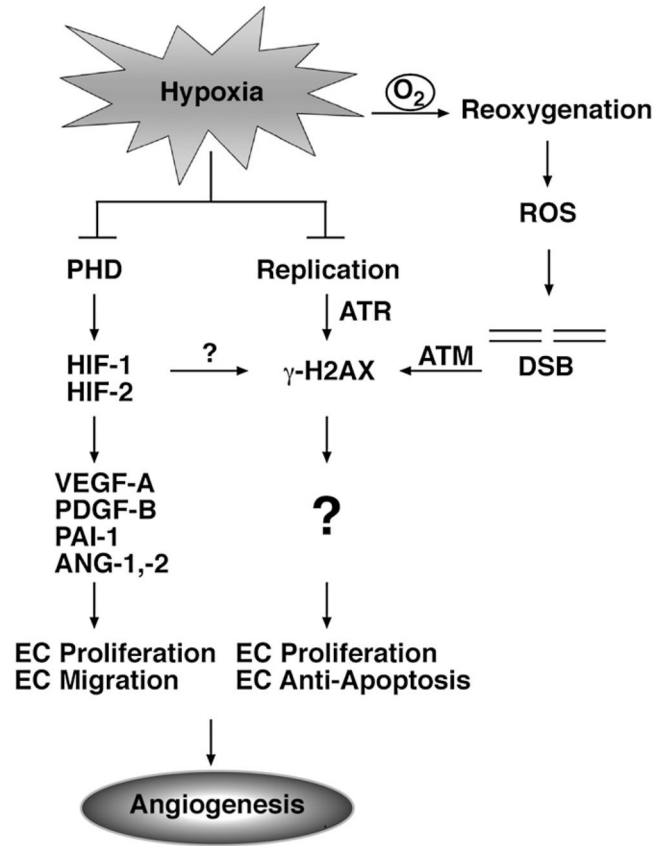 Hypoxia
O2
Reoxygenation
ROS
PHD
Replication
ATR
HIF-1
HIF-2
?
γ-H2AX
ATM
DSB
VEGF-A
PDGF-B
PAI-1
ANG-1,-2
?
EC Proliferation
EC Migration
EC Proliferation
EC Anti-Apoptosis
Angiogenesis